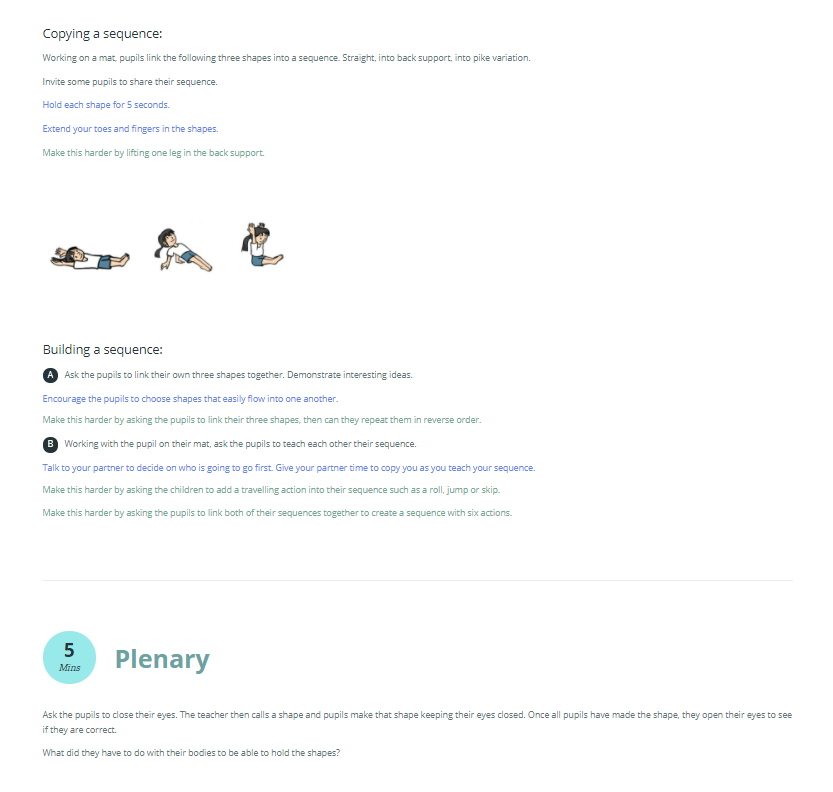 Copying a sequence:
Working on a mat, pupils link the following three shapes into a sequence. Straight, into back support, into pike variation.
Invite some pupils to share their sequence.
Hold each shape for 5 seconds.
Extend your toes and fingers in the shapes.
Make this harder by lifting one leg in the back support.
Building a sequence:
A Ask the pupils to link their own three shapes together. Demonstrate interesting ideas.
Encourage the pupils to choose shapes that easily flow into one another.
Make this harder by asking the pupils to link their three shapes, then can they repeat them in reverse order.
B Working with the pupil on their mat, ask the pupils to teach each other their sequence.
Talk to your partner to decide on who is going to go first. Give your partner time to copy you as you teach your sequence.
Make this harder by asking the children to add a travelling action into their sequence such as a roll, jump or skip.
Make this harder by asking the pupils to link both of their sequences together to create a sequence with six actions.
5
Mins
Plenary
Ask the pupils to close their eyes. The teacher then calls a shape and pupils make that shape keeping their eyes closed. Once all pupils have made the shape, they open their eyes to see
if they are correct.
What did they have to do with their bodies to be able to hold the shapes?